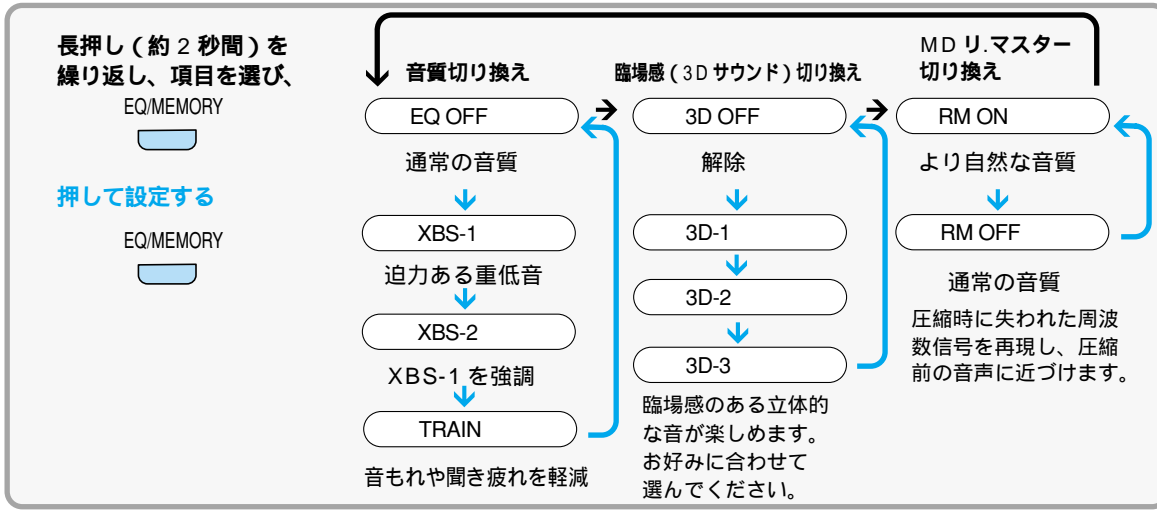 長押し(約2秒間)を
繰り返し、項目を選び、
EQ/MEMORY
押して設定する
EQ/MEMORY
音質切り換え
EQ OFF
通常の音質
XBS-1
迫力ある重低音
XBS-2
XBS-1を強調
TRAIN
音もれや聞き疲れを軽減
臨場感(3Dサウンド)切り換え
3D OFF
解除
3D-1
3D-2
3D-3
臨場感のある立体的
な音が楽しめます。
お好みに合わせて
選んでください。
MDリ.マスター
切り換え
RM ON
より自然な音質
RM OFF
通常の音質
圧縮時に失われた周波
数信号を再現し、圧縮
前の音声に近づけます。